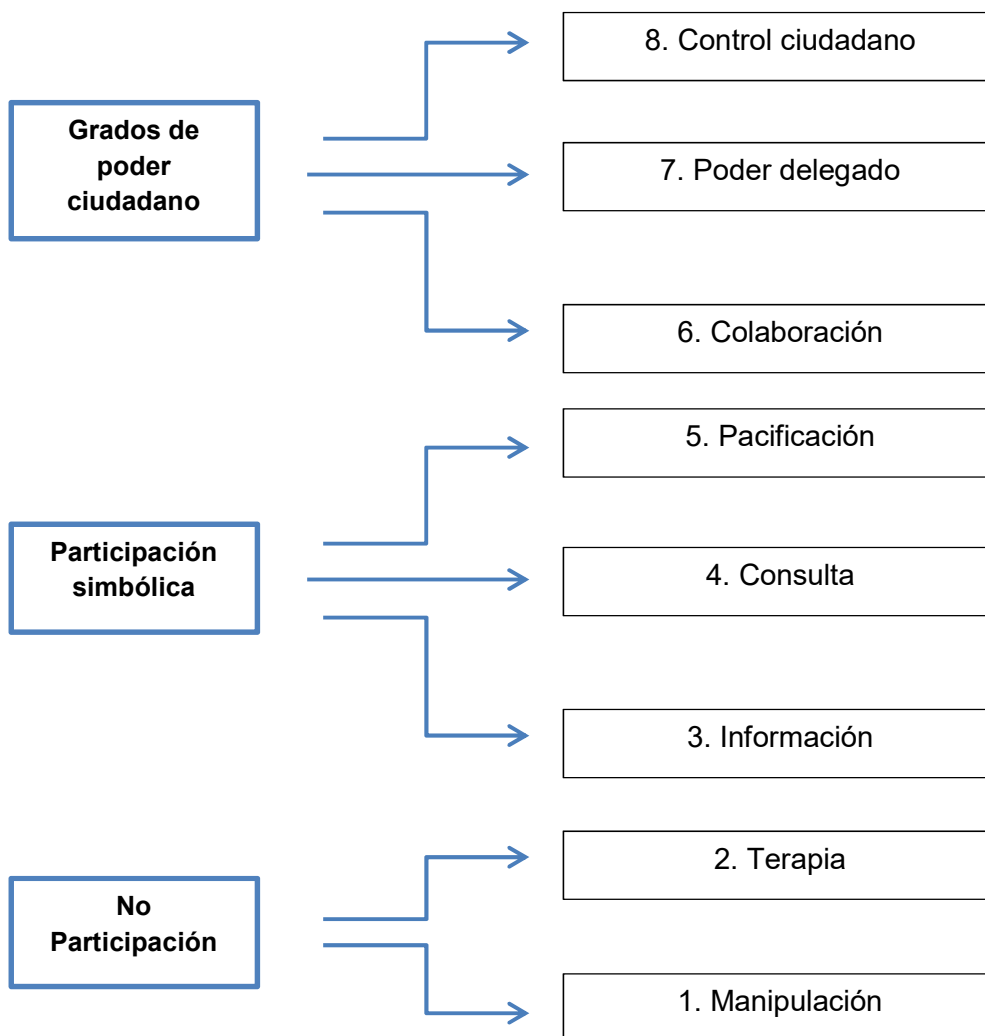 8. Control ciudadano
Grados de
poder
ciudadano
7. Poder delegado
6. Colaboración
5. Pacificación
Participación
simbólica
4. Consulta
3. Información
2. Terapia
No
Participación
1. Manipulación